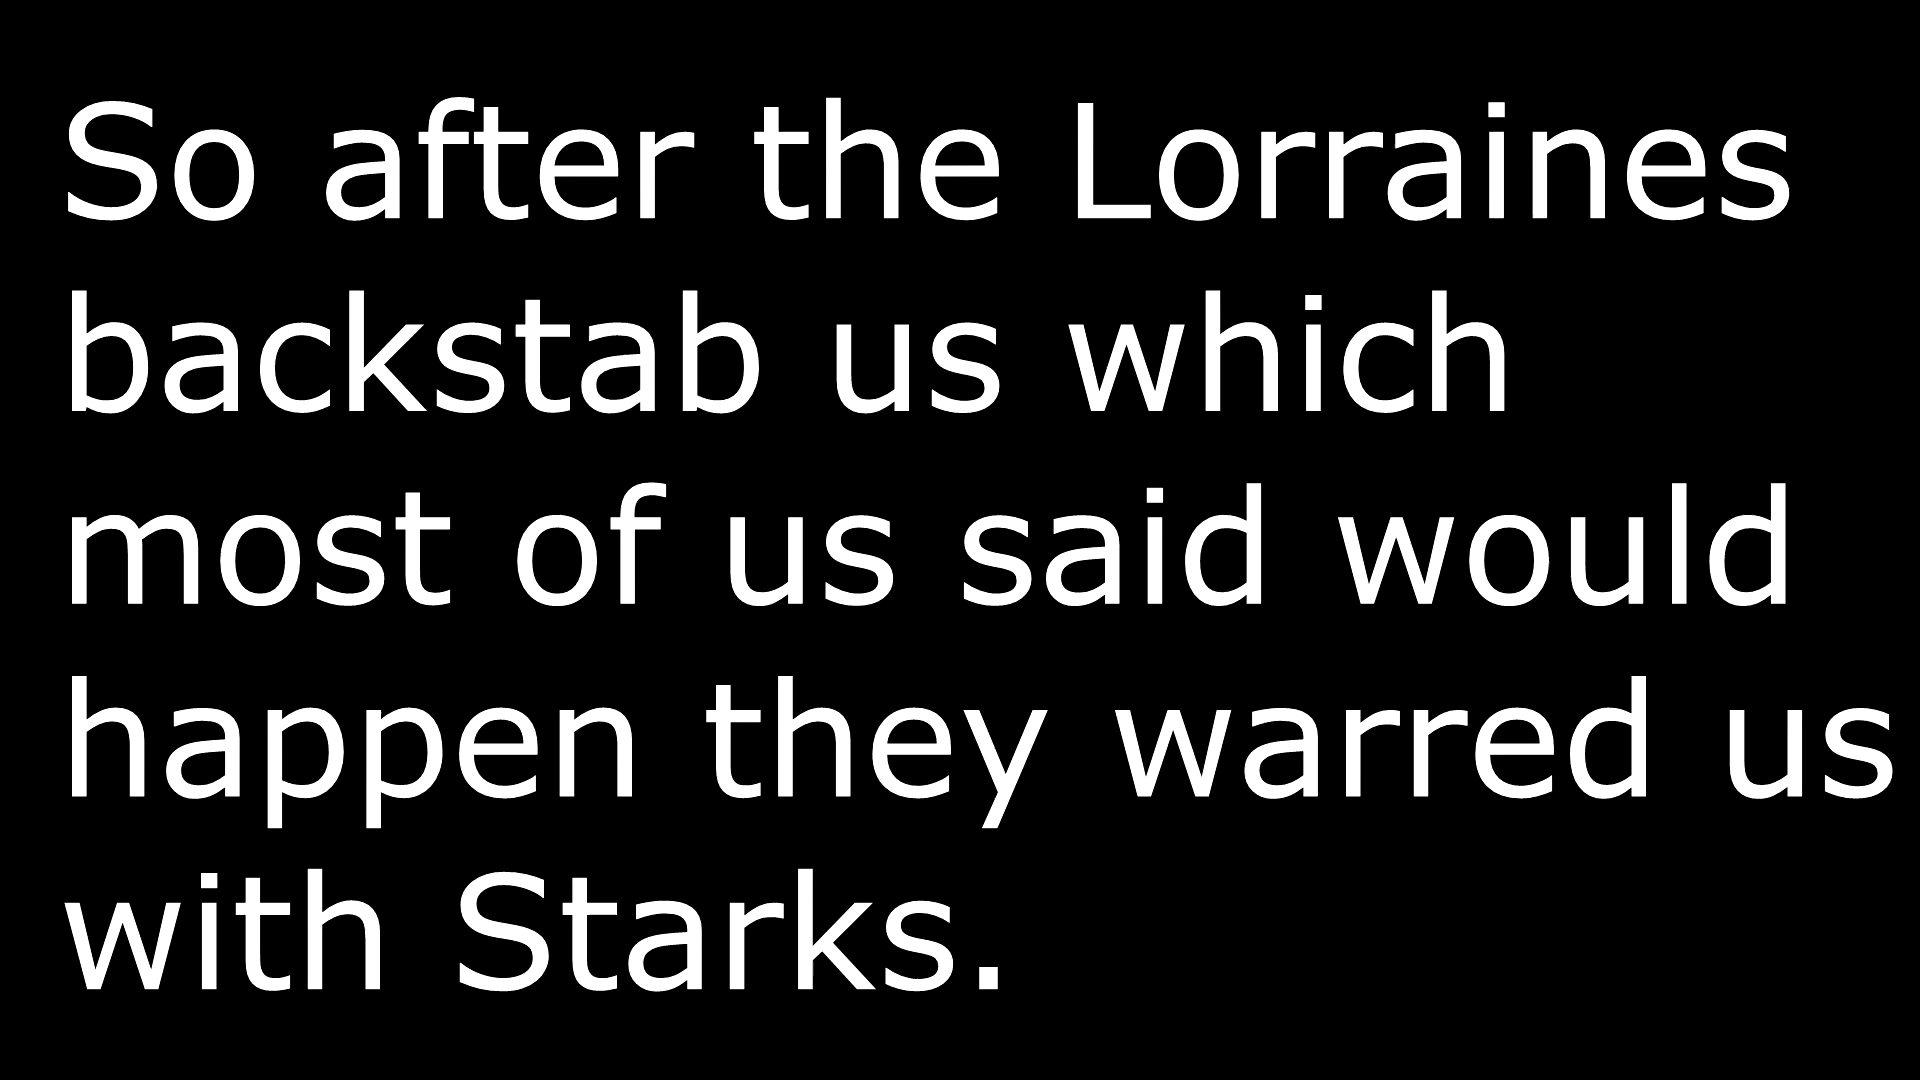 So after the Lorraines
backstab us which
most of us said would
happen they warred us
with Starks.